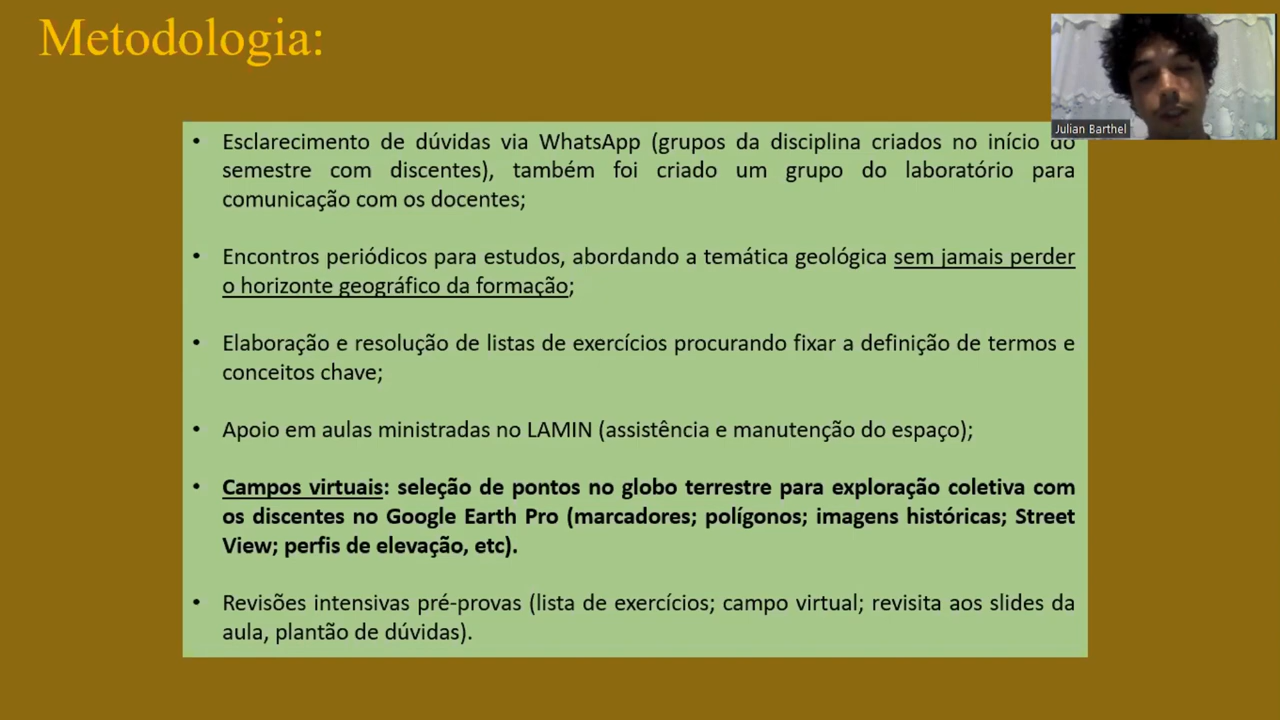 Metodologia:
Julian Barthel
• Esclarecimento de dúvidas via WhatsApp (grupos da disciplina criados no início do
semestre com discentes), também foi criado um grupo do laboratório para
comunicação com os docentes;
• Encontros periódicos para estudos, abordando a temática geológica sem jamais perder
o horizonte geográfico da formação;
• Elaboração e resolução de listas de exercícios procurando fixar a definição de termos e
conceitos chave;
• Apoio em aulas ministradas no LAMIN (assistência e manutenção do espaço);
• Campos virtuais: seleção de pontos no globo terrestre para exploração coletiva com
os discentes no Google Earth Pro (marcadores; polígonos; imagens históricas; Street
View; perfis de elevação, etc).
• Revisões intensivas pré-provas (lista de exercícios; campo virtual; revisita aos slides da
aula, plantão de dúvidas).